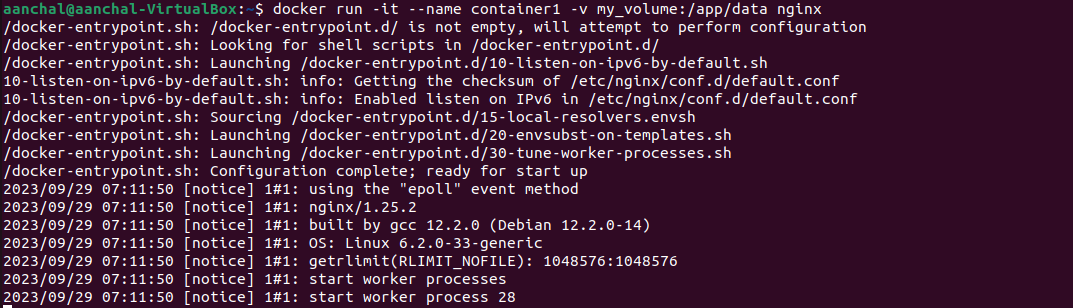 aanchal@aanchal-VirtualBox:~$ docker run -it --name container1 -v my_volume:/app/data nginx
/docker-entrypoint.sh: /docker-entrypoint.d/ is not empty, will attempt to perform configuration
/docker-entrypoint.sh: Looking for shell scripts in /docker-entrypoint.d/
/docker-entrypoint.sh: Launching /docker-entrypoint.d/10-listen-on-ipv6-by-default.sh
10-listen-on-ipv6-by-default.sh: info: Getting the checksum of /etc/nginx/conf.d/default.conf
10-listen-on-ipv6-by-default.sh: info: Enabled listen on IPv6 in /etc/nginx/conf.d/default.conf
/docker-entrypoint.sh: Sourcing /docker-entrypoint.d/15-local-resolvers.envsh
/docker-entrypoint.sh: Launching /docker-entrypoint.d/20-envsubst-on-templates.sh
/docker-entrypoint.sh: Launching /docker-entrypoint.d/30-tune-worker-processes.sh
/docker-entrypoint.sh: Configuration complete; ready for start up
2023/09/29 07:11:50 [notice] 1#1: using the "epoll" event method
2023/09/29 07:11:50 [notice] 1#1: nginx/1.25.2
2023/09/29 07:11:50 [notice] 1#1: built by gcc 12.2.0 (Debian 12.2.0-14)
2023/09/29 07:11:50 [notice] 1#1: OS: Linux 6.2.0-33-generic
2023/09/29 07:11:50 [notice] 1#1: getrlimit(RLIMIT_NOFILE): 1048576:1048576
2023/09/29 07:11:50 [notice] 1#1: start worker processes
2023/09/29 07:11:50 [notice] 1#1: start worker process 28